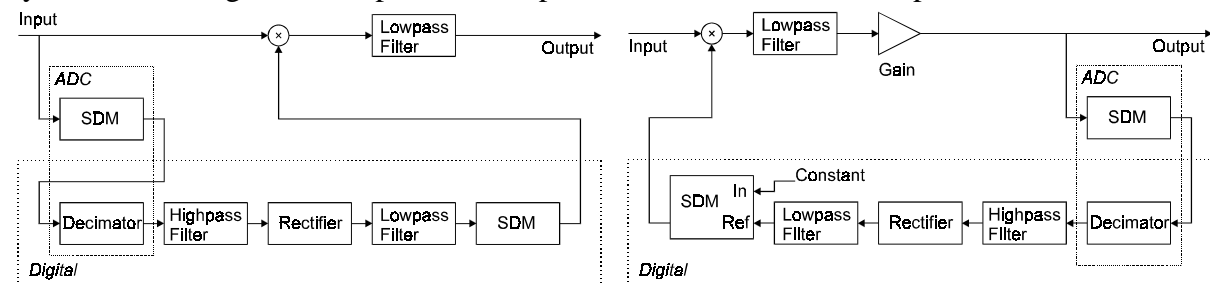 Input
×
Lowpass
Filter
Output
ADC
SDM
Decimator
Highpass
Filter
Rectifier
Lowpass
Filter
SDM
Digital
Input
×
Lowpass
Filter
Gain
Output
ADC
SDM
Constant
In
SDM
Ref
Lowpass
Filter
Rectifier
Highpass
Filter
Decimator
Digital